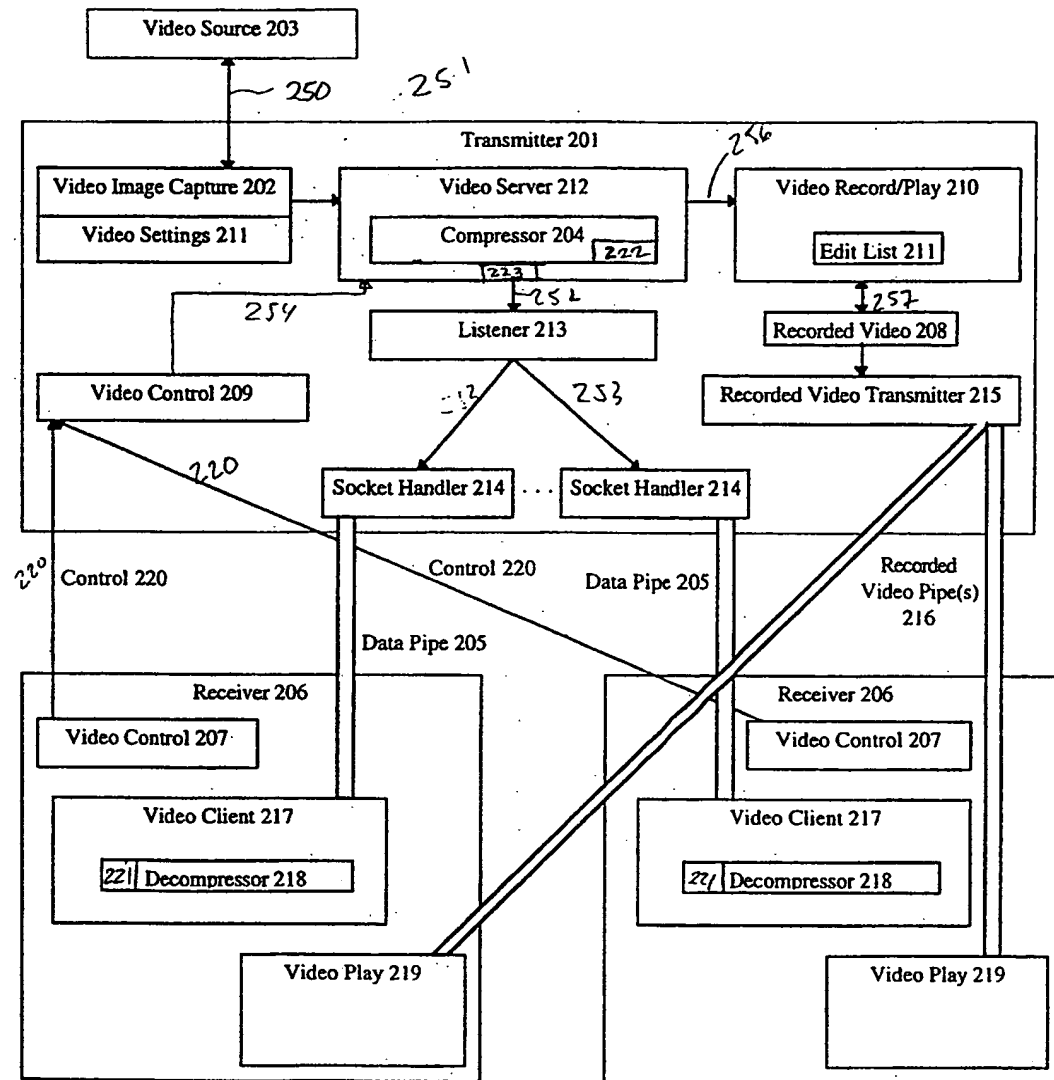 Video Source 203
250
251
Transmitter 201
256
Video Image Capture 202
Video Settings 211
Video Server 212
Compressor 204
222
223
Video Record/Play 210
Edit List 211
254
252
257
Listener 213
Recorded Video 208
Video Control 209
253
Recorded Video Transmitter 215
220
Socket Handler 214
...
Socket Handler 214
220
Control 220
Control 220
Data Pipe 205
Recorded
Video Pipe(s)
216
Data Pipe 205
Receiver 206
Video Control 207
Receiver 206
Video Control 207
Video Client 217
221
Decompressor 218
Video Client 217
221
Decompressor 218
Video Play 219
Video Play 219